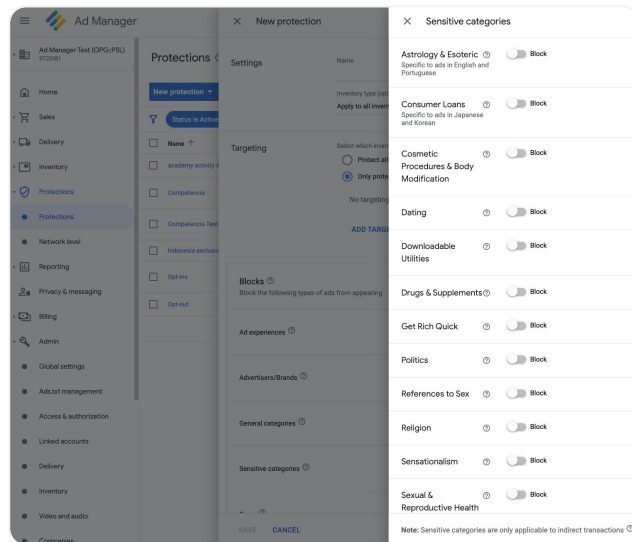 Ad Manager
Ad Manager Test (OPG::PSL)
9725181
Home
Sales
Delivery
Inventory
Protections
Protections
Network level
Reporting
Privacy & messaging
Billing
Admin
Global settings
Ads.txt management
Access & authorization
Linked accounts
Delivery
Inventory
Video and audio
Companies
Protections
New protection
Status is Active
Name
academy activity
Competencia
Competencia Test
Indonesia exclusio
Opt-ins
Opt-out
New protection
Settings
Name
Inventory type (opt
Apply to all inven
Targeting
Select which inven
Protect all
Only prote
No targeting
ADD TARGE
Blocks
Block the following types of ads from appearing
Ad experiences
Advertisers/Brands
General categories
Sensitive categories
SAVE CANCEL
Sensitive categories
Astrology & Esoteric Block
Specific to ads in English and
Portuguese
Consumer Loans Block
Specific to ads in Japanese
and Korean
Cosmetic Block
Procedures & Body
Modification
Dating Block
Downloadable Block
Utilities
Drugs & Supplements Block
Get Rich Quick Block
Politics Block
References to Sex Block
Religion Block
Sensationalism Block
Sexual & Block
Reproductive Health
Note: Sensitive categories are only applicable to indirect transactions